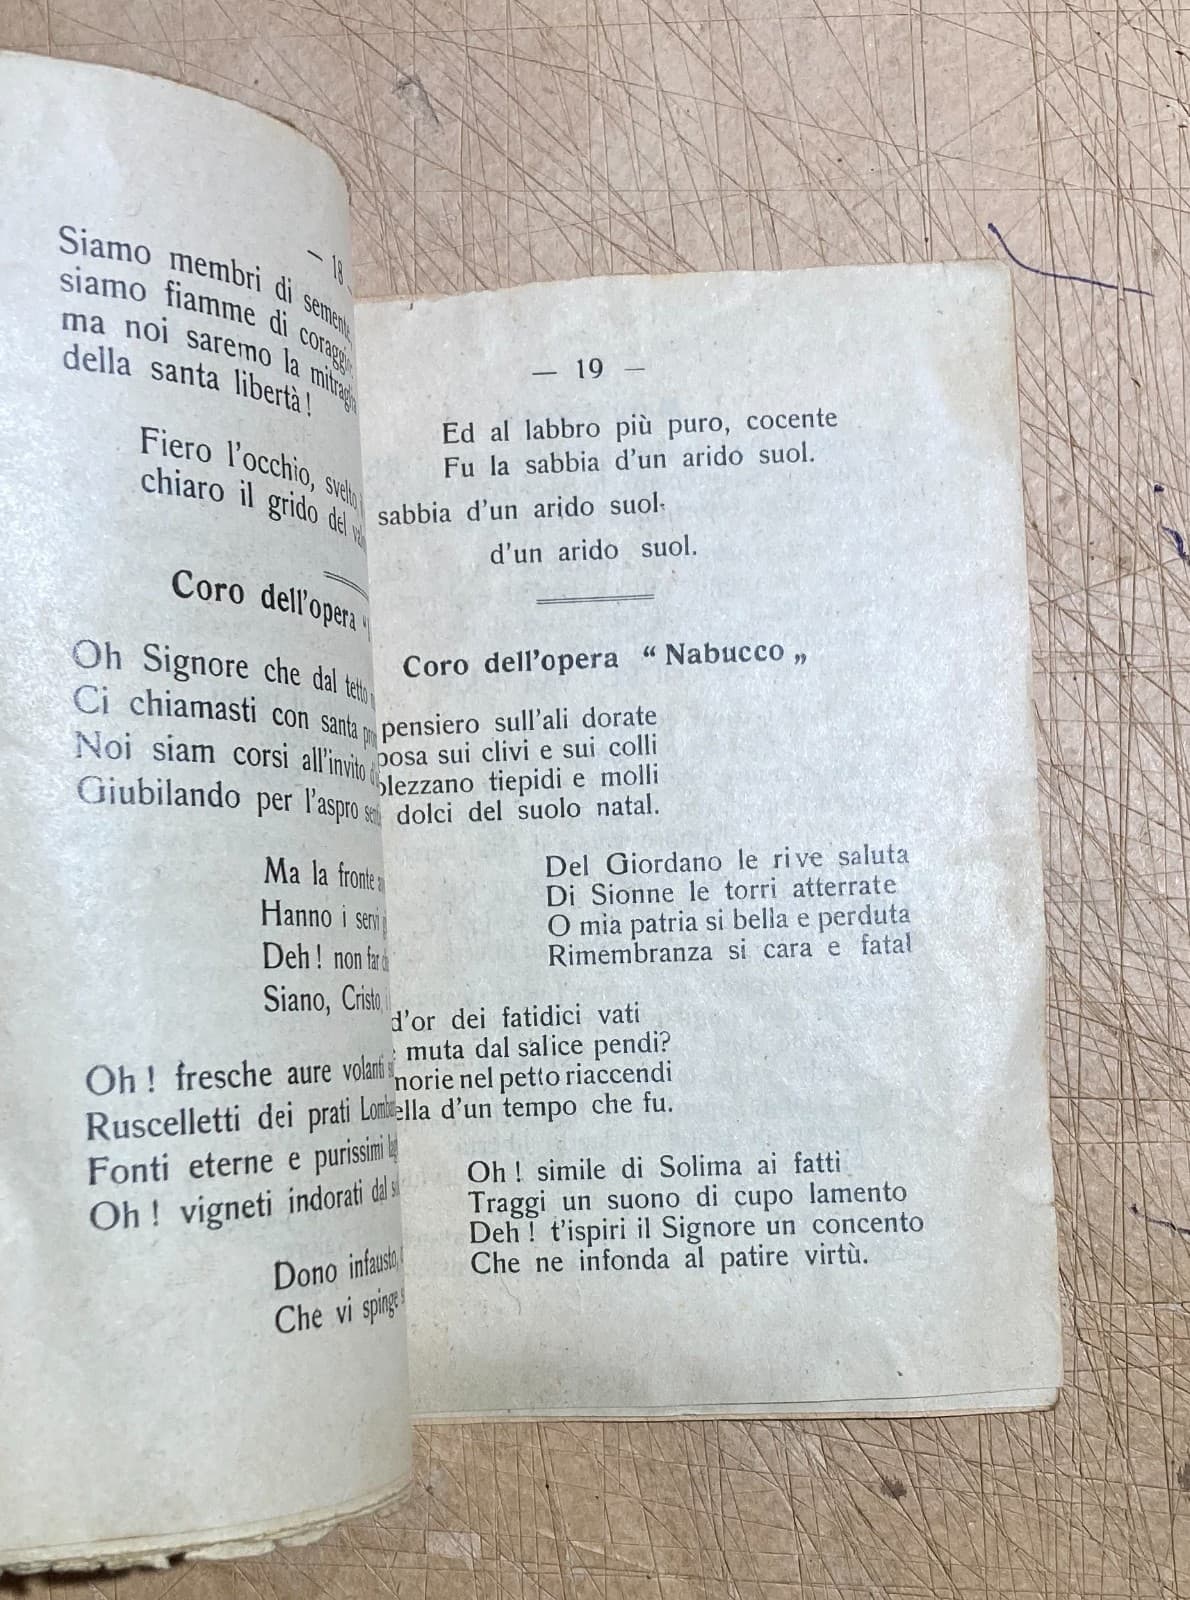 — 18
Siamo membri di semente,
siamo fiamme di coraggio
ma noi saremo la mitraglia
della santa libertà!
Fiero l'occhio, svelto
chiaro il grido del
Coro dell'opera "
Oh Signore che dal tetto
Ci chiamasti con santa
Noi siam corsi all'invito
Giubilando per l'aspro
Ma la fronte
Hanno i servi
Deh! non far
Siano, Cristo,
Oh! fresche aure volanti
Ruscelletti dei prati
Fonti eterne e purissimi
Oh! vigneti indorati dal
Dono infausto,
Che vi spinge
— 19 —
Ed al labbro più puro, cocente
Fu la sabbia d'un arido suol.
sabbia d'un arido suol.
d'un arido suol.
Coro dell'opera “ Nabucco „
pensiero sull'ali dorate
posa sui clivi e sui colli
olezzano tiepidi e molli
dolci del suolo natal.
Del Giordano le rive saluta
Di Sionne le torri atterrate
O mia patria si bella e perduta
Rimembranza si cara e fatal
d'or dei fatidici vati
muta dal salice pendi?
morie nel petto riaccendi
ella d'un tempo che fu.
Oh! simile di Solima ai fatti
Traggi un suono di cupo lamento
Deh! t'ispiri il Signore un concento
Che ne infonda al patire virtù.